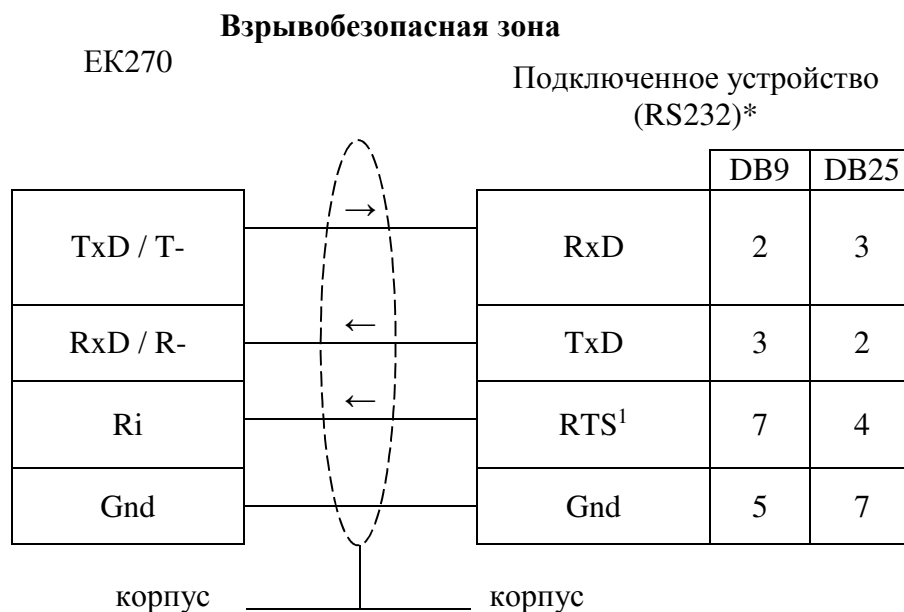 Взрывобезопасная зона
ЕК270
Подключенное устройство
(RS232)*
DB9 DB25
→
TxD / T- RxD 2 3
←
RxD / R- TxD 3 2
←
Ri RTS¹ 7 4
Gnd Gnd 5 7
корпус корпус